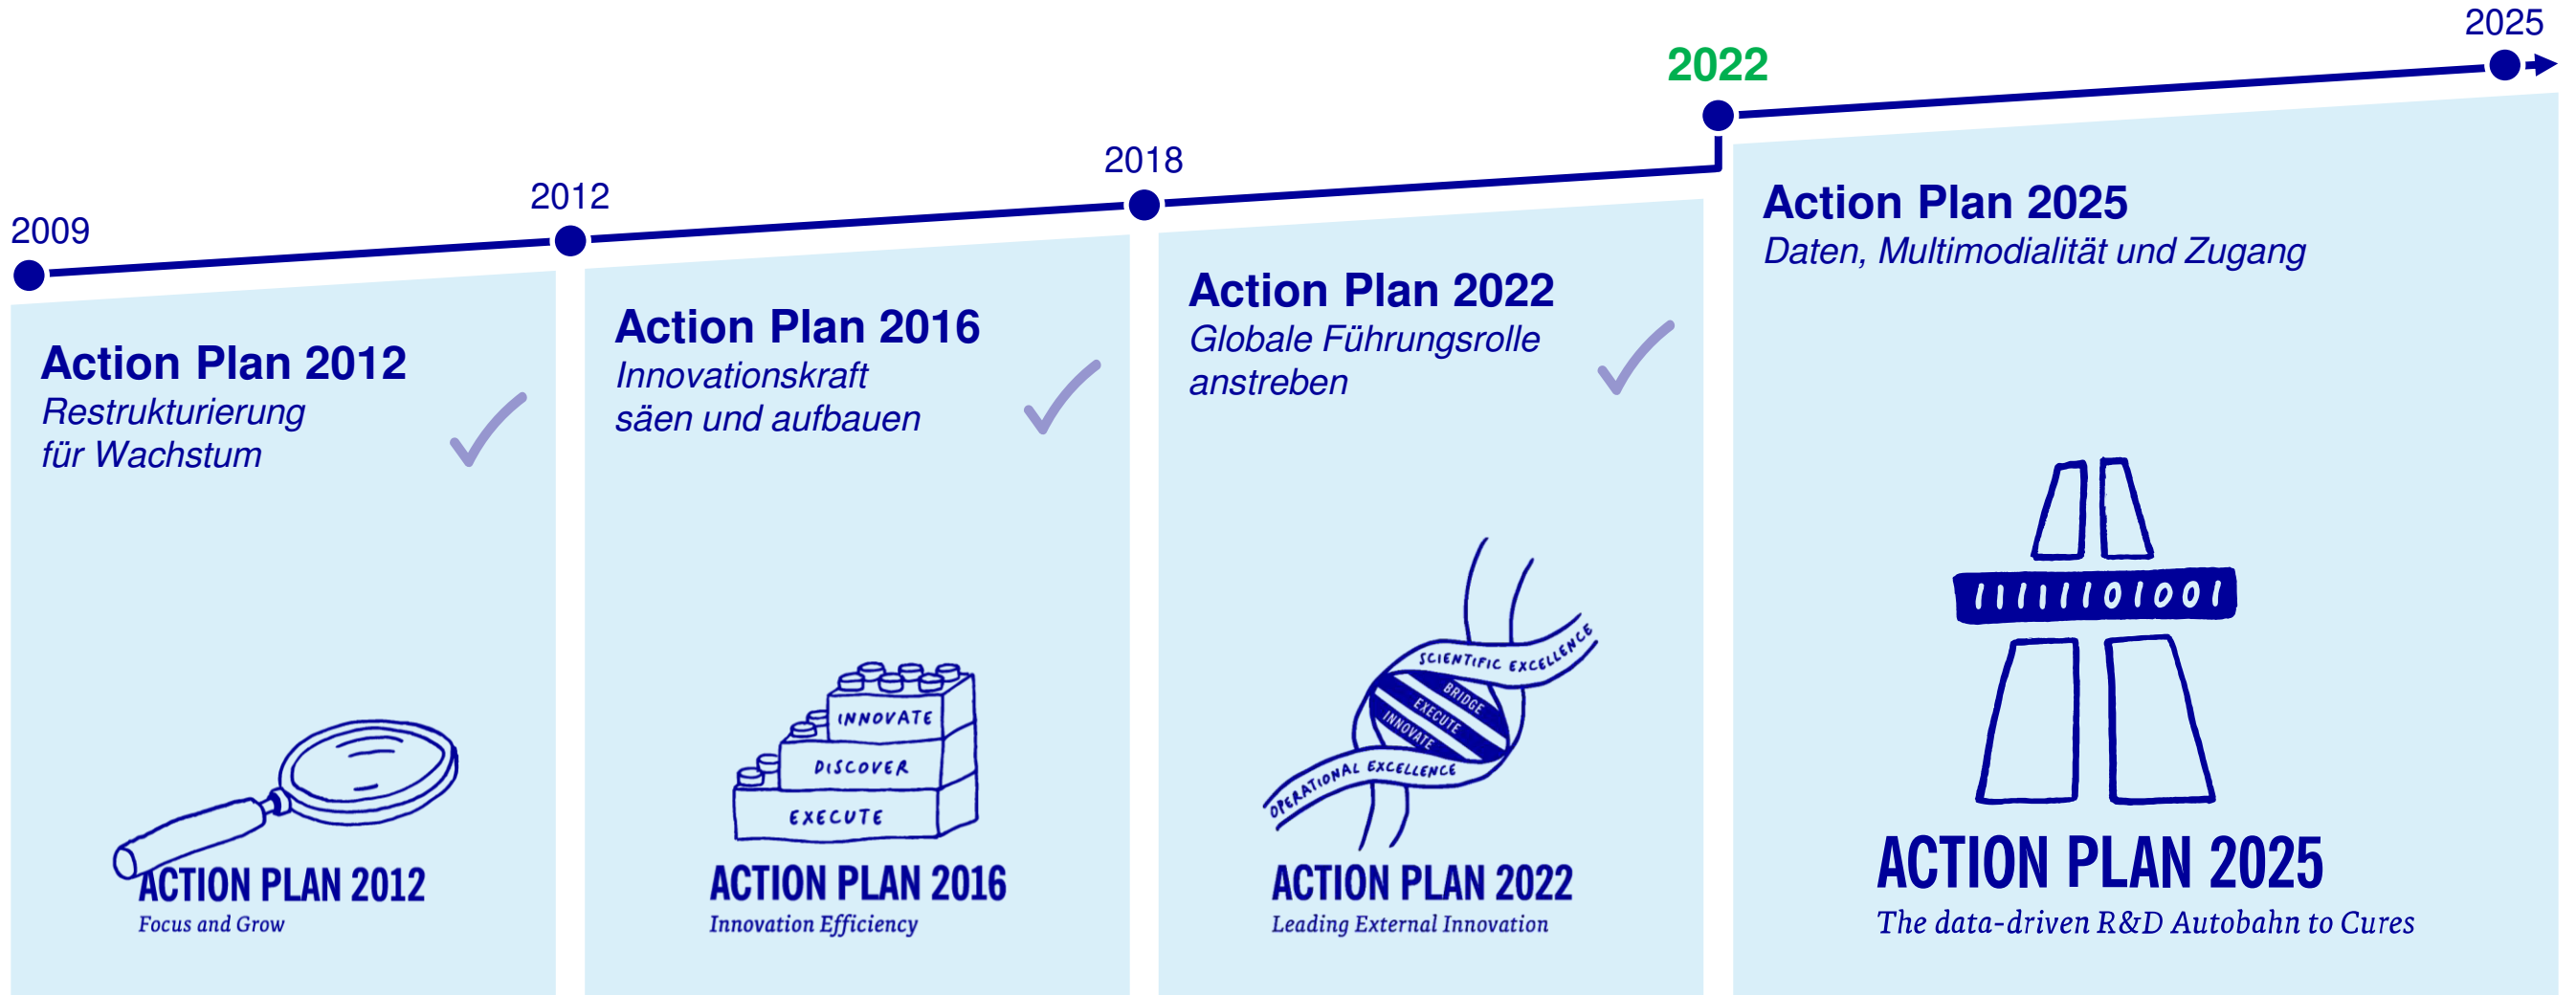 2009
2012
2018
2022
2025
Action Plan 2012
Restrukturierung
für Wachstum
ACTION PLAN 2012
Focus and Grow
Action Plan 2016
Innovationskraft
säen und aufbauen
INNOVATE
DISCOVER
EXECUTE
ACTION PLAN 2016
Innovation Efficiency
Action Plan 2022
Globale Führungsrolle
anstreben
SCIENTIFIC EXCELLENCE
BRIDGE
EXECUTE
INNOVATE
OPERATIONAL EXCELLENCE
ACTION PLAN 2022
Leading External Innovation
Action Plan 2025
Daten, Multimodialität und Zugang
11111101001
ACTION PLAN 2025
The data-driven R&D Autobahn to Cures